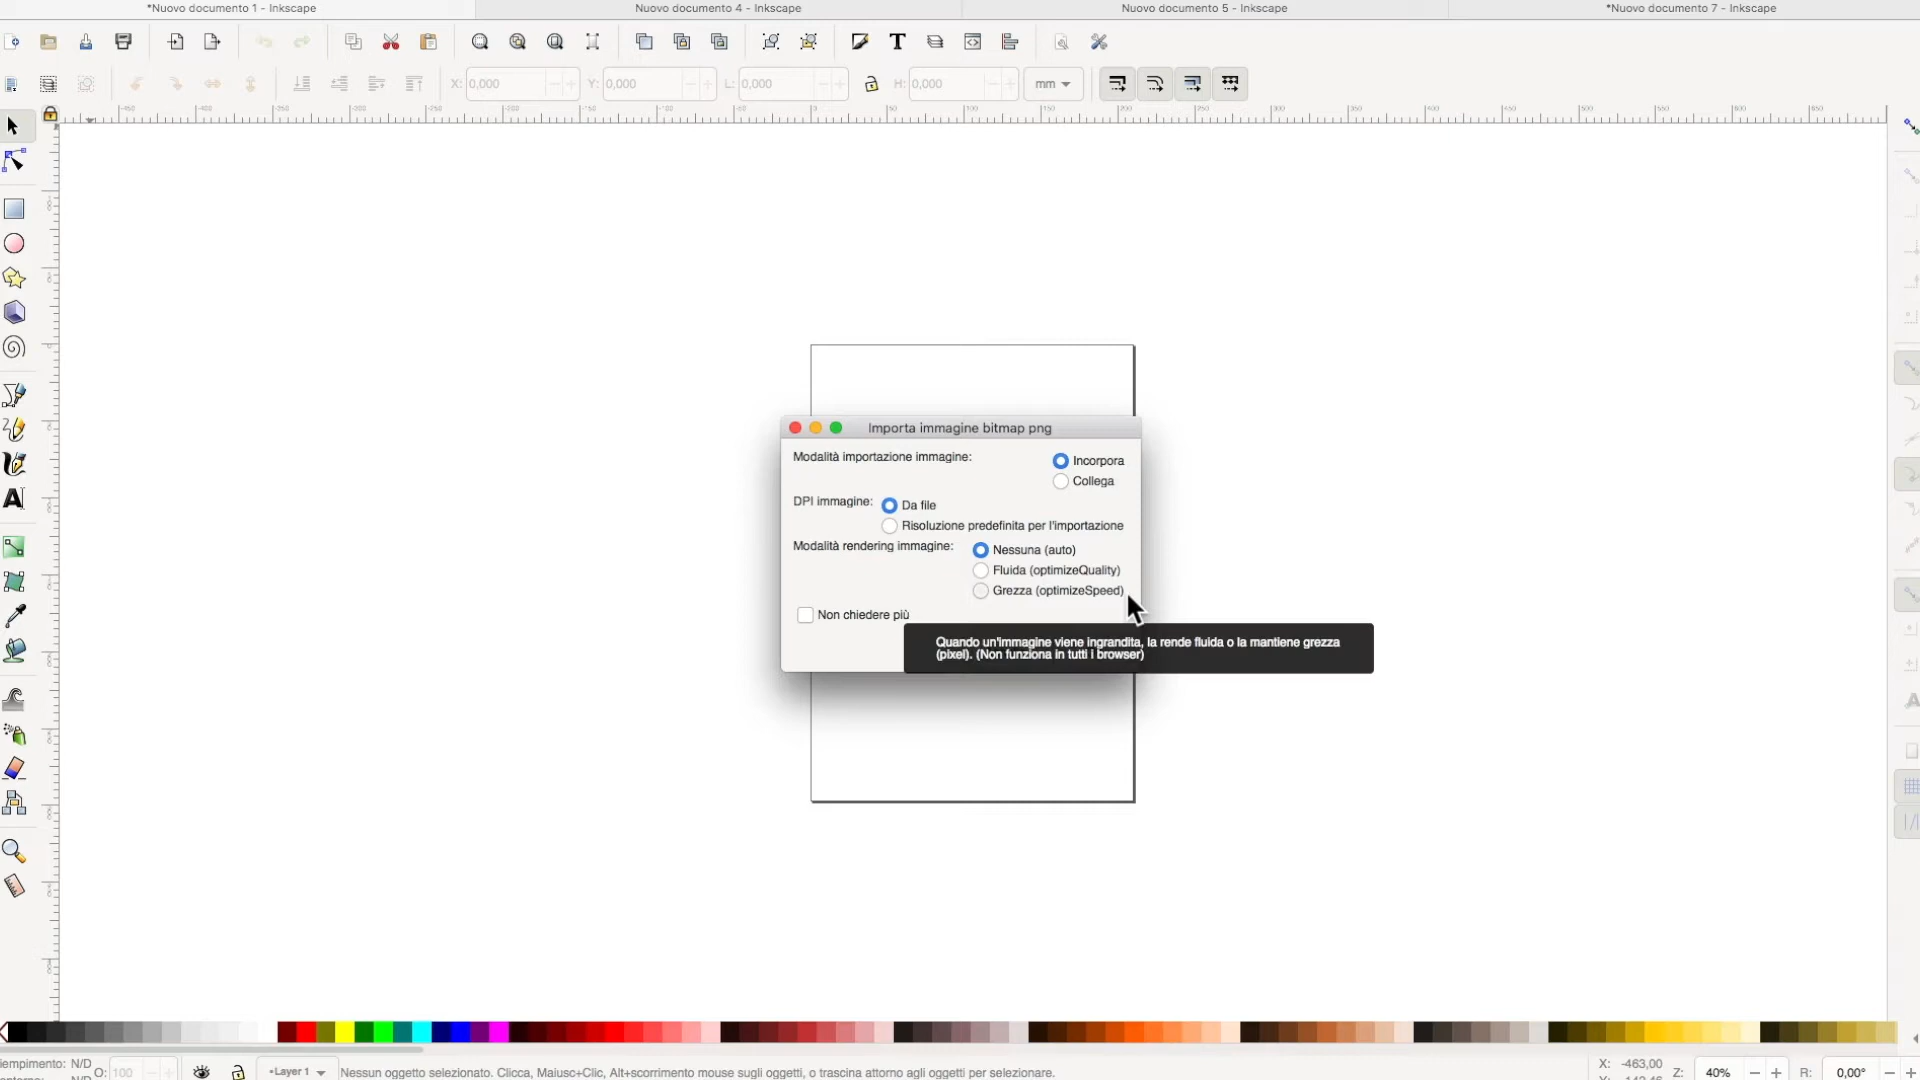 *Nuovo documento 1 - Inkscape
Nuovo documento 4 - Inkscape
Nuovo documento 5 - Inkscape
*Nuovo documento 7 - Inkscape
X: 0,000
Y: 0,000
L: 0,000
H: 0,000
mm
Importa immagine bitmap png
Modalità importazione immagine:
Incorpora
Collega
DPI immagine:
Da file
Risoluzione predefinita per l'importazione
Modalità rendering immagine:
Nessuna (auto)
Fluida (optimizeQuality)
Grezza (optimizeSpeed)
Non chiedere più
Quando un'immagine viene ingrandita, la rende fluida o la mantiene grezza
(pixel). (Non funziona in tutti i browser)
iempimento: N/D
N/D
O: 100
•Layer 1
Nessun oggetto selezionato. Clicca, Maiusc+Clic, Alt+scorrimento mouse sugli oggetti, o trascina attorno agli oggetti per selezionare.
X: -463,00
Z: 40%
R: 0,00°